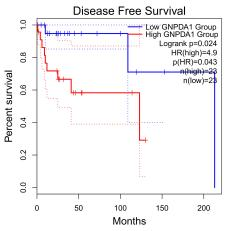 Disease Free Survival
Low GNPDA1 Group
High GNPDA1 Group
Logrank p=0.024
HR(high)=4.9
p(HR)=0.043
n(high)=23
n(low)=23
Percent survival
0.0 0.2 0.4 0.6 0.8 1.0
0 50 100 150 200
Months